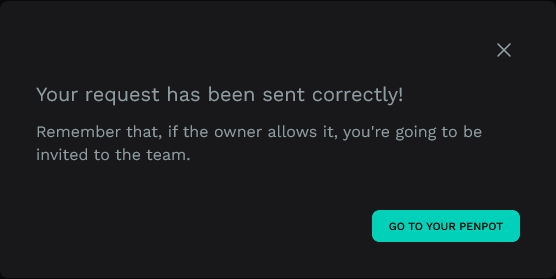 Your request has been sent correctly!
Remember that, if the owner allows it, you're going to be
invited to the team.
GO TO YOUR PENPOT